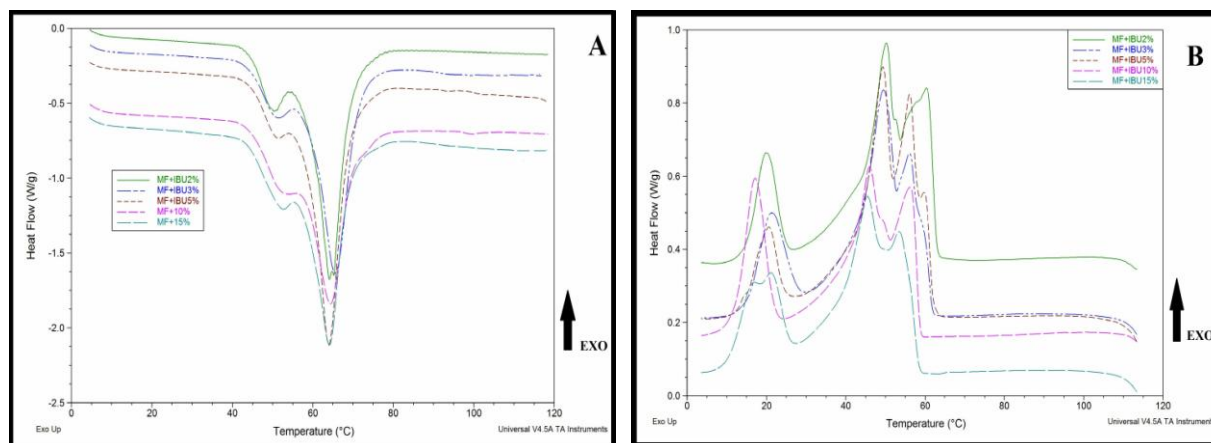 A
0.0
-0.5
-1.0
-1.5
-2.0
-2.5
Heat Flow (W/g)
MF+IBU2%
MF+IBU3%
MF+IBU5%
MF+10%
MF+15%
EXO
0 20 40 60 80 100 120
Exo Up
Temperature (°C)
Universal V4.5A TA Instruments
B
1.0
0.8
0.6
0.4
0.2
0.0
Heat Flow (W/g)
MF+IBU2%
MF+IBU3%
MF+IBU5%
MF+IBU10%
MF+IBU15%
EXO
0 20 40 60 80 100 120
Exo Up
Temperature (°C)
Universal V4.5A TA Instruments